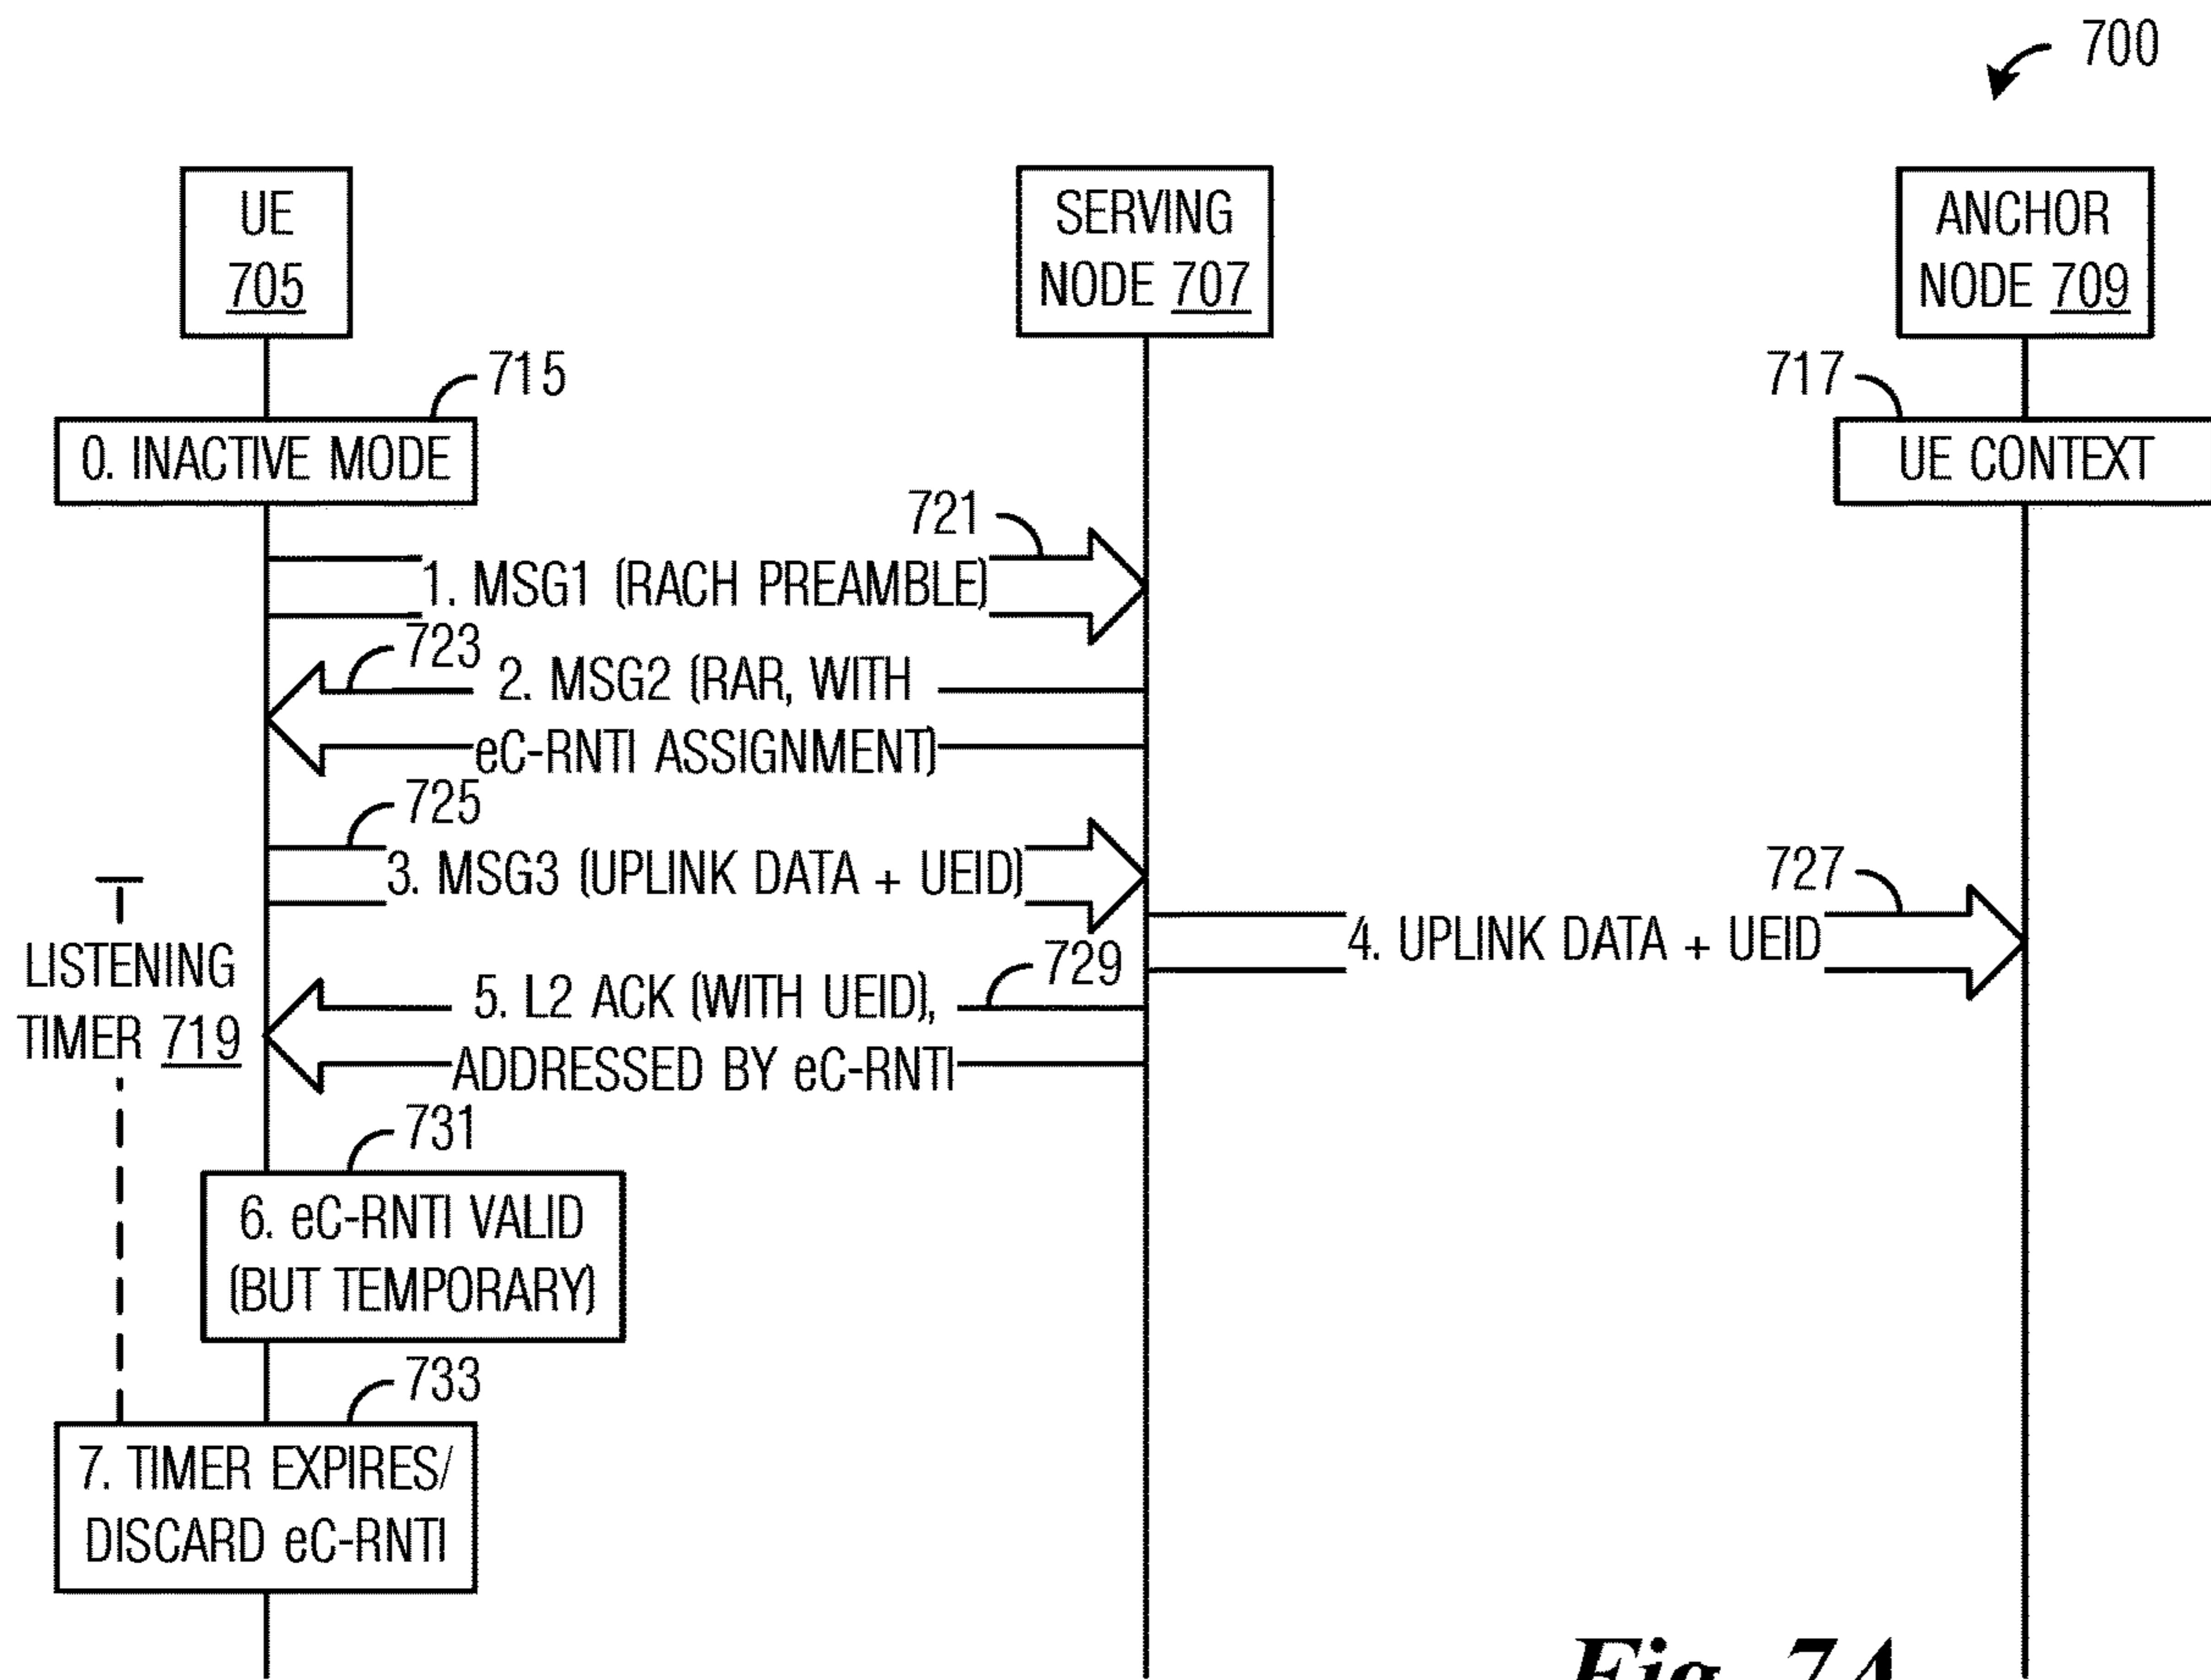 700
UE
705
SERVING
NODE 707
ANCHOR
NODE 709
715
717
0. INACTIVE MODE
UE CONTEXT
721
1. MSG1 (RACH PREAMBLE)
723
2. MSG2 (RAR, WITH
eC-RNTI ASSIGNMENT)
725
3. MSG3 (UPLINK DATA + UEID)
727
4. UPLINK DATA + UEID
LISTENING
TIMER 719
729
5. L2 ACK (WITH UEID),
ADDRESSED BY eC-RNTI
731
6. eC-RNTI VALID
(BUT TEMPORARY)
733
7. TIMER EXPIRES/
DISCARD eC-RNTI
Fig. 7A